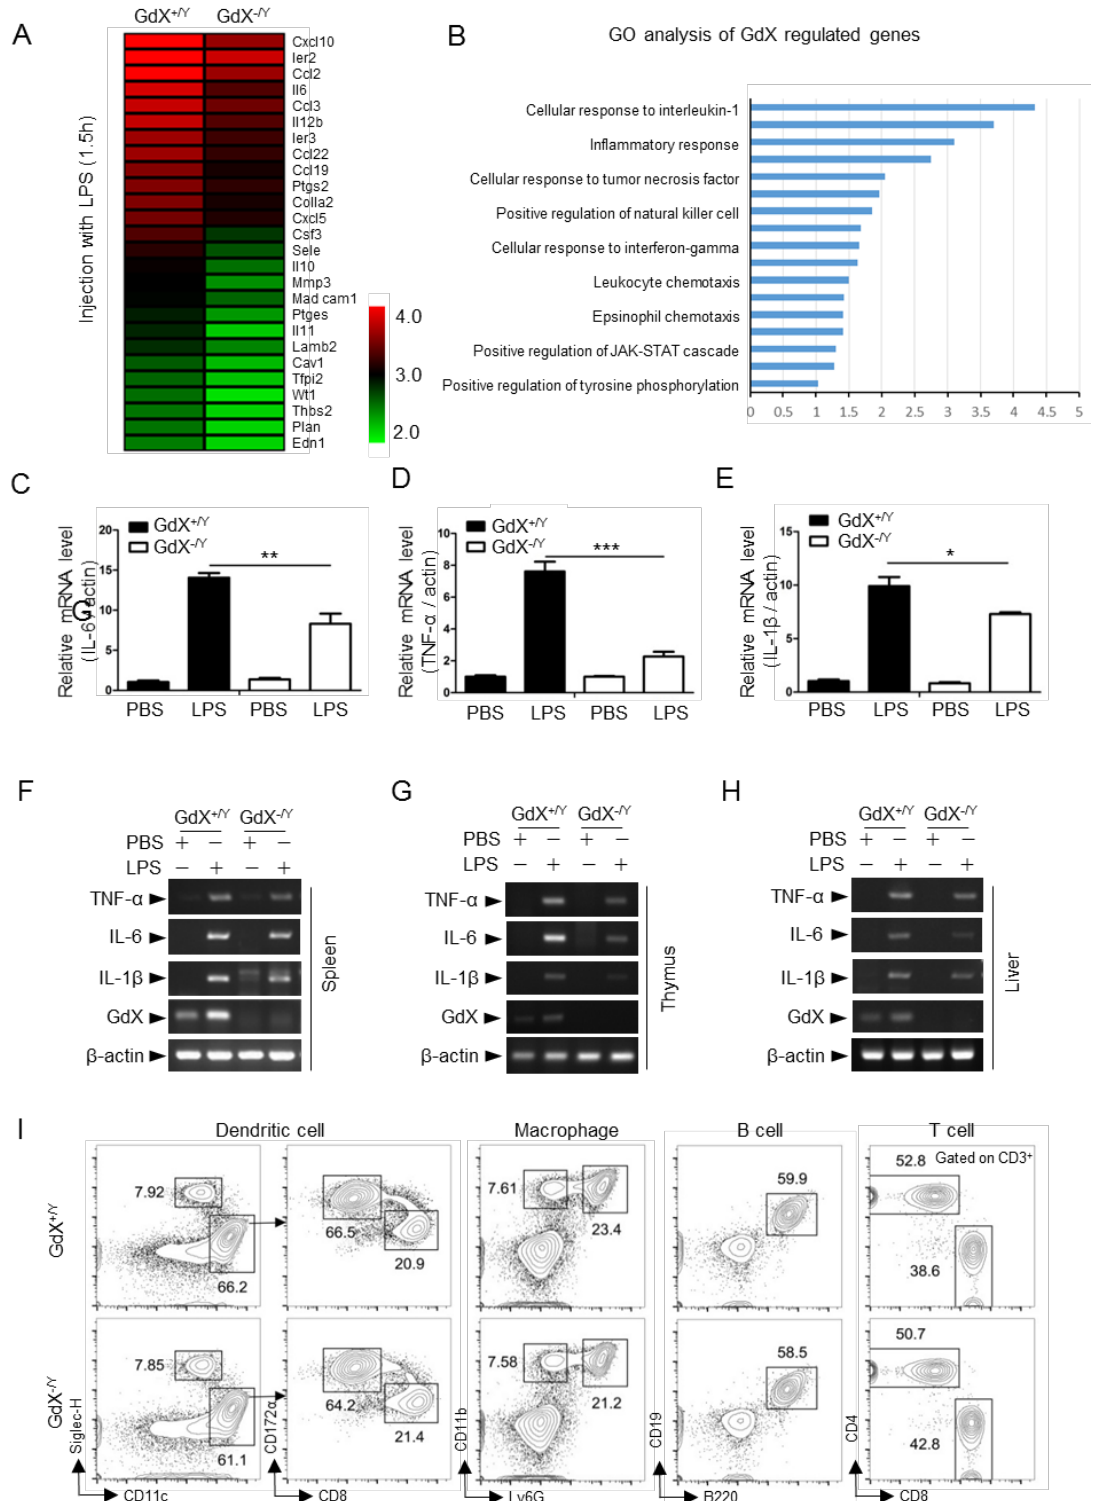 A
GdX+/Y GdX-/Y
Injection with LPS (1.5h)
Cxcl10
Ier2
Ccl2
Il6
Ccl3
Il12b
Ier3
Ccl22
Ccl19
Ptgs2
Colla2
Cxcl5
Csf3
Sele
Il10
Mmp3
Mad cam1
Ptges
Il11
Lamb2
Cav1
Tfpi2
Wt1
Thbs2
Plan
Edn1
4.0
3.0
2.0
B
GO analysis of GdX regulated genes
Cellular response to interleukin-1
Inflammatory response
Cellular response to tumor necrosis factor
Positive regulation of natural killer cell
Cellular response to interferon-gamma
Leukocyte chemotaxis
Epsinophil chemotaxis
Positive regulation of JAK-STAT cascade
Positive regulation of tyrosine phosphorylation
0 0.5 1 1.5 2 2.5 3 3.5 4 4.5 5
C
Relative mRNA level
(IL-6 / actin)
G
20
15
10
5
0
GdX+/Y
GdX-/Y
**
PBS LPS PBS LPS
D
Relative mRNA level
(TNF-α / actin)
10
8
6
4
2
0
GdX+/Y
GdX-/Y
***
PBS LPS PBS LPS
E
Relative mRNA level
(IL-1β / actin)
15
10
5
0
GdX+/Y
GdX-/Y
*
PBS LPS PBS LPS
F
GdX+/Y GdX-/Y
PBS + − − −
LPS − + − +
TNF-α
IL-6
IL-1β
GdX
β-actin
Spleen
G
GdX+/Y GdX-/Y
PBS + − + −
LPS − + − +
TNF-α
IL-6
IL-1β
GdX
β-actin
Thymus
H
GdX+/Y GdX-/Y
PBS + − + −
LPS − + − +
TNF-α
IL-6
IL-1β
GdX
β-actin
Liver
I
Dendritic cell Macrophage B cell T cell
GdX+/Y
7.92
66.2
66.5
20.9
7.61
23.4
59.9
52.8 Gated on CD3+
38.6
GdX-/Y
7.85
61.1
64.2
21.4
7.58
21.2
58.5
50.7
42.8
Siglec-H
CD11c
CD172α
CD8
CD11b
Ly6G
CD19
B220
CD4
CD8